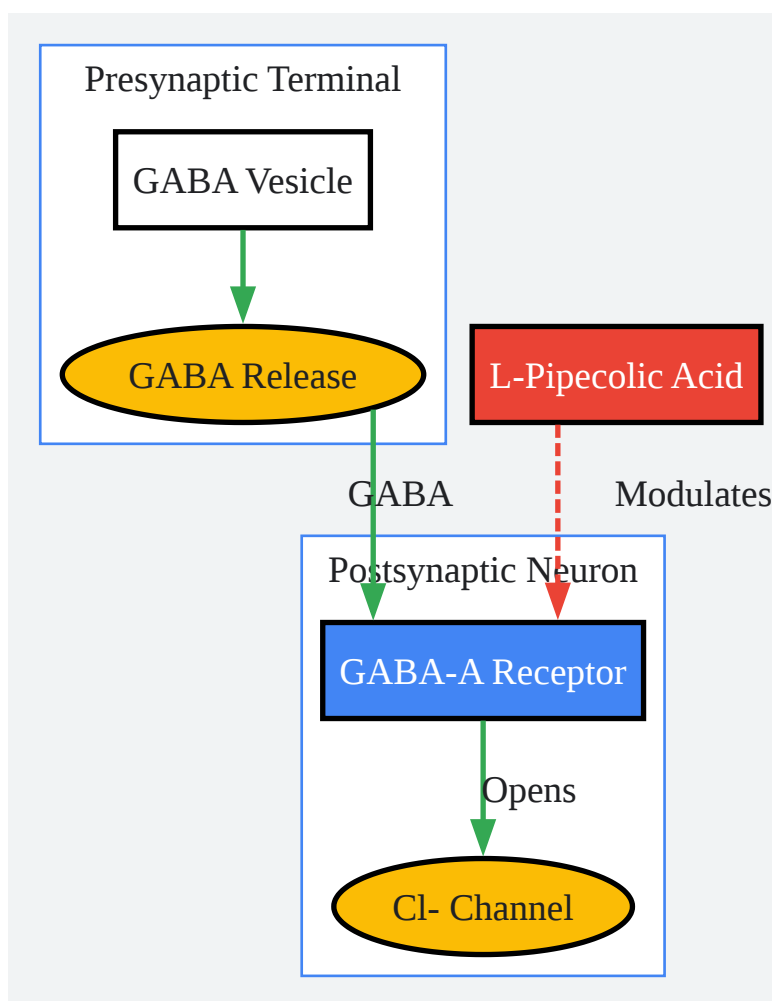 Presynaptic Terminal
GABA Vesicle
GABA Release
L-Pipecolic Acid
GABA
Modulates
Postsynaptic Neuron
GABA-A Receptor
Opens
Cl- Channel